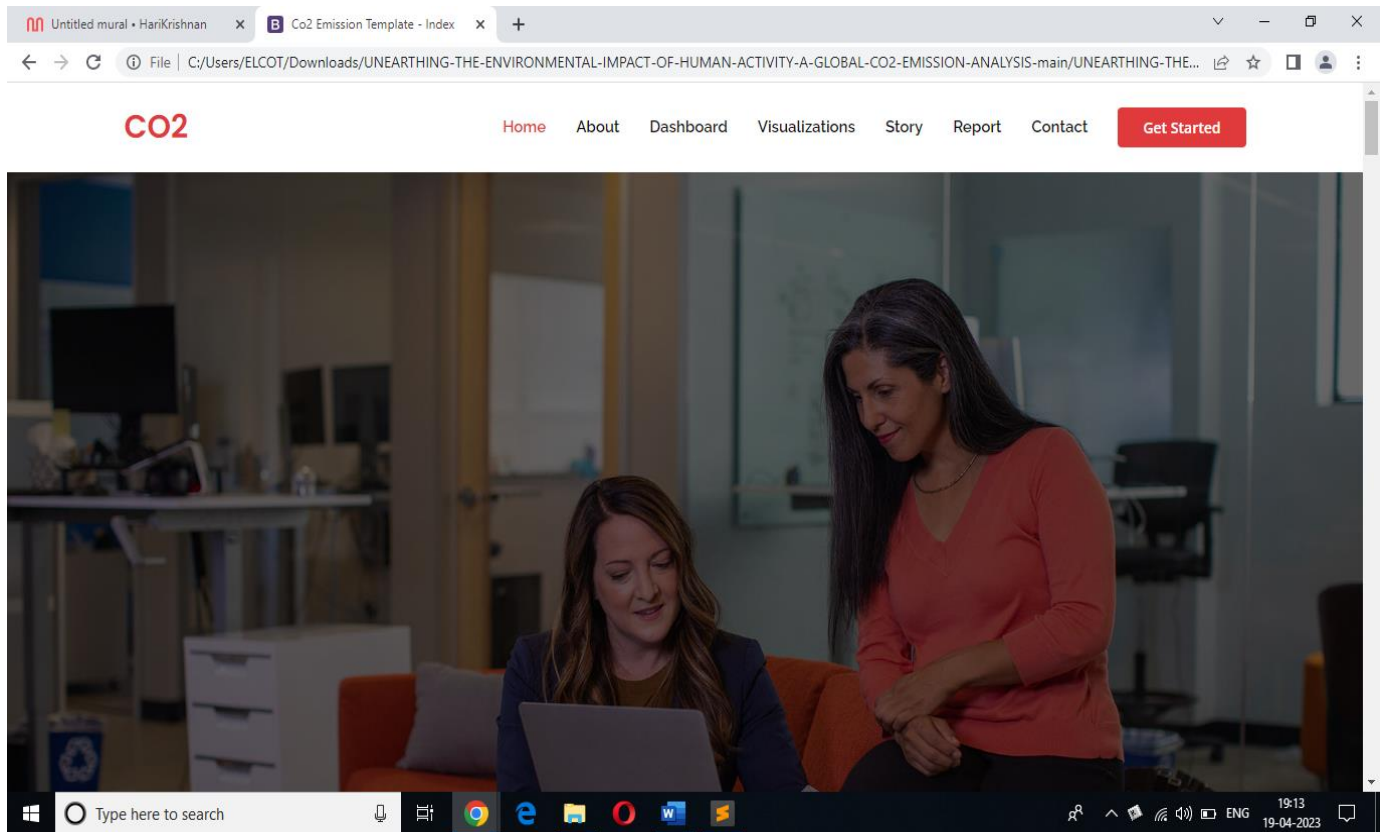 Untitled mural • HariKrishnan
Co2 Emission Template - Index
File | C:/Users/ELCOT/Downloads/UNEARTHING-THE-ENVIRONMENTAL-IMPACT-OF-HUMAN-ACTIVITY-A-GLOBAL-CO2-EMISSION-ANALYSIS-main/UNEARTHING-THE...
CO2 Home About Dashboard Visualizations Story Report Contact Get Started
Type here to search
ENG
19:13
19-04-2023